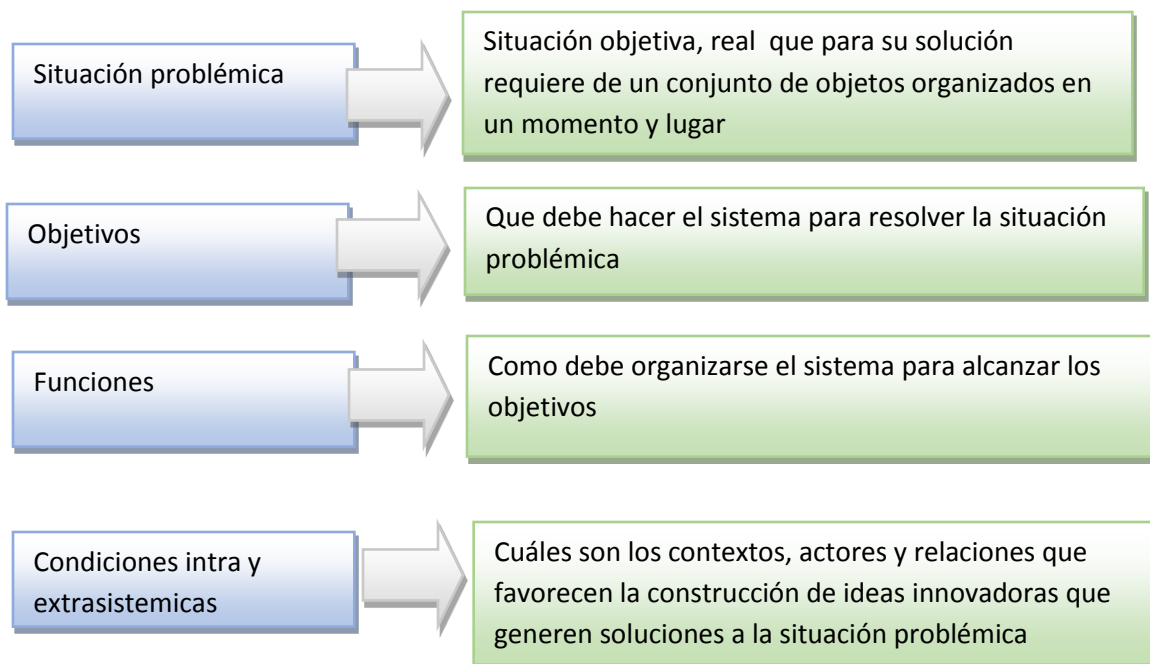 Situación problémica
Situación objetiva, real  que para su solución
requiere de un conjunto de objetos organizados en
un momento y lugar
Objetivos
Que debe hacer el sistema para resolver la situación
problémica
Funciones
Como debe organizarse el sistema para alcanzar los
objetivos
Condiciones intra y
extrasistemicas
Cuáles son los contextos, actores y relaciones que
favorecen la construcción de ideas innovadoras que
generen soluciones a la situación problémica